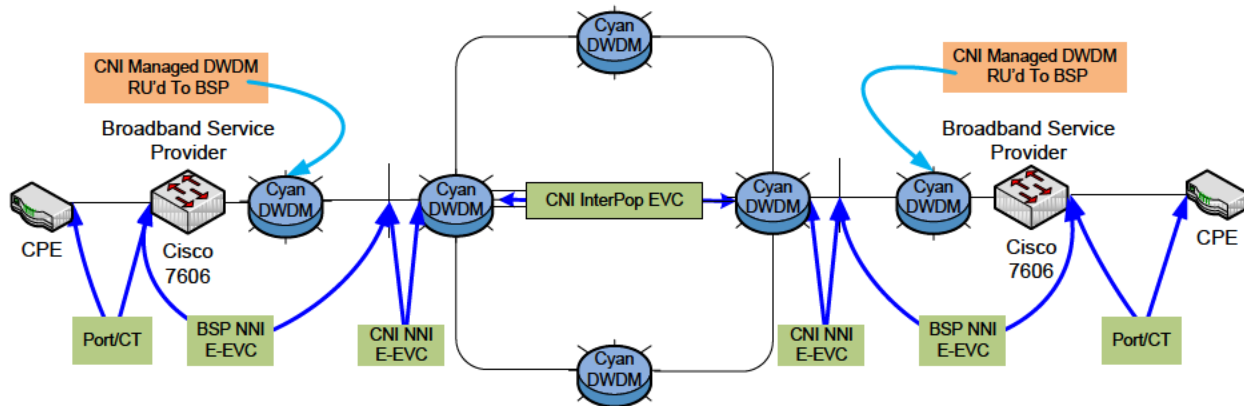 Cyan
DWDM
CNI Managed DWDM
RU'd To BSP
CNI Managed DWDM
RU'd To BSP
Broadband Service
Provider
Broadband Service
Provider
Cyan
DWDM
Cyan
DWDM
CNI InterPop EVC
Cyan
DWDM
Cyan
DWDM
CPE
Cisco
7606
Cisco
7606
CPE
Port/CT
BSP NNI
E-EVC
CNI NNI
E-EVC
CNI NNI
E-EVC
BSP NNI
E-EVC
Port/CT
Cyan
DWDM